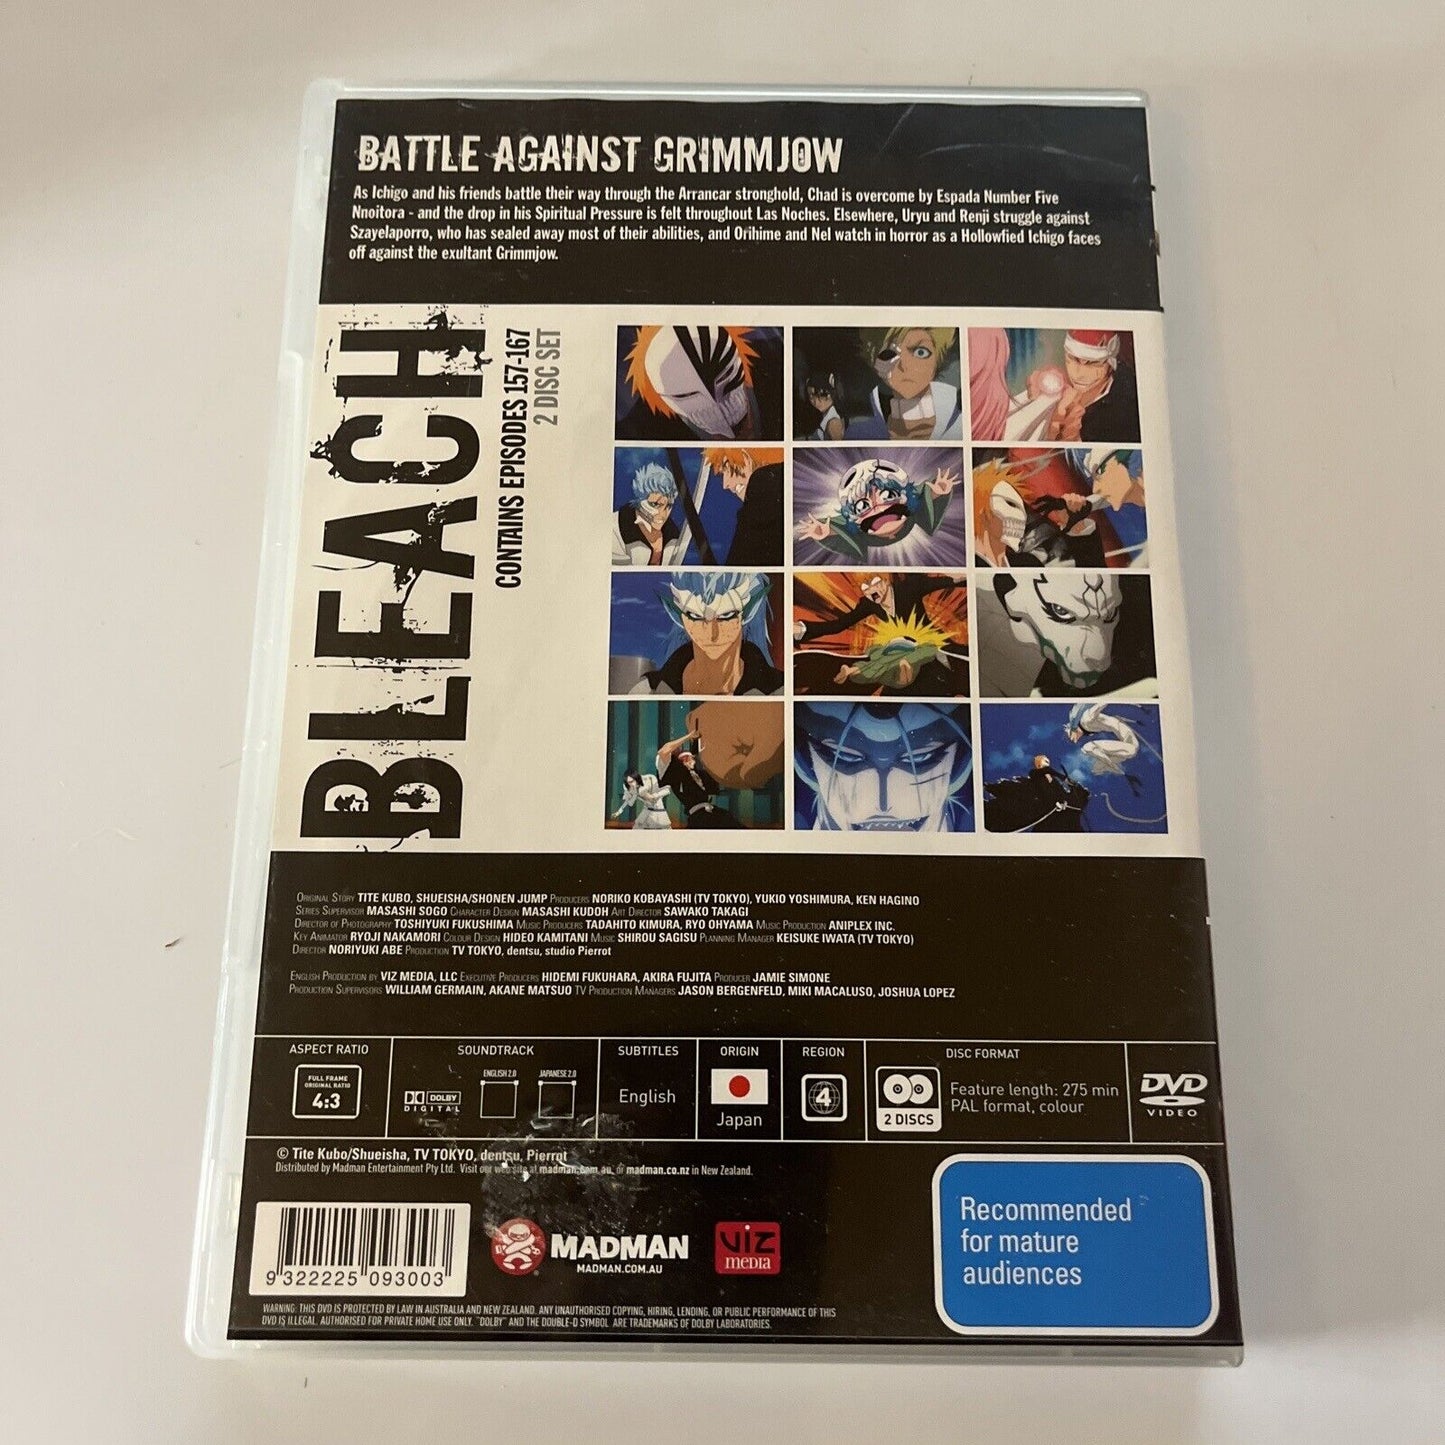 BATTLE AGAINST GRIMMJOW
As Ichigo and his friends battle their way through the Arrancar stronghold, Chad is overcome by Espada Number Five
Nnoitora - and the drop in his Spiritual Pressure is felt throughout Las Noches. Elsewhere, Uryu and Renji struggle against
Szayelaporro, who has sealed away most of their abilities, and Orihime and Nel watch in horror as a Hollowfied Ichigo faces
off against the exultant Grimmjow.
BLEACH
CONTAINS EPISODES 157-167
2 DISC SET
ORIGINAL STORY TITE KUBO, SHUEISHA/SHONEN JUMP PRODUCERS NORIKO KOBAYASHI (TV TOKYO), YUKIO YOSHIMURA, KEN HAGINO
SERIES SUPERVISOR MASASHI SOGO CHARACTER DESIGN MASASHI KUDOH ART DIRECTOR SAWAKO TAKAGI
DIRECTOR OF PHOTOGRAPHY TOSHIYUKI FUKUSHIMA MUSIC PRODUCERS TADAHITO KIMURA, RYO OHYAMA MUSIC PRODUCTION ANIPLEX INC.
KEY ANIMATOR RYOJI NAKAMORI COLOUR DESIGN HIDEO KAMITANI MUSIC SHIROU SAGISU PLANNING MANAGER KEISUKE IWATA (TV TOKYO)
DIRECTOR NORIYUKI ABE PRODUCTION TV TOKYO, dentsu, studio Pierrot
ENGLISH PRODUCTION BY VIZ MEDIA, LLC EXECUTIVE PRODUCERS HIDEMI FUKUHARA, AKIRA FUJITA PRODUCER JAMIE SIMONE
PRODUCTION SUPERVISORS WILLIAM GERMAIN, AKANE MATSUO TV PRODUCTION MANAGERS JASON BERGENFELD, MIKI MACALUSO, JOSHUA LOPEZ
ASPECT RATIO
FULL FRAME
ORIGINAL RATIO
4:3
SOUNDTRACK
DOLBY
DIGITAL
ENGLISH 2.0
JAPANESE 2.0
SUBTITLES
English
ORIGIN
Japan
REGION
4
DISC FORMAT
2 DISCS
Feature length: 275 min
PAL format, colour
DVD
VIDEO
© Tite Kubo/Shueisha, TV TOKYO, dentsu, Pierrot
Distributed by Madman Entertainment Pty Ltd. Visit our web site at madman.com.au, or madman.co.nz in New Zealand.
9 322225 093003
MADMAN
MADMAN.COM.AU
VIZ
MEDIA
Recommended
for mature
audiences
WARNING: THIS DVD IS PROTECTED BY LAW IN AUSTRALIA AND NEW ZEALAND. ANY UNAUTHORISED COPYING, HIRING, LENDING, OR PUBLIC PERFORMANCE OF THIS
DVD IS ILLEGAL. AUTHORISED FOR PRIVATE HOME USE ONLY. "DOLBY" AND THE DOUBLE-D SYMBOL ARE TRADEMARKS OF DOLBY LABORATORIES.